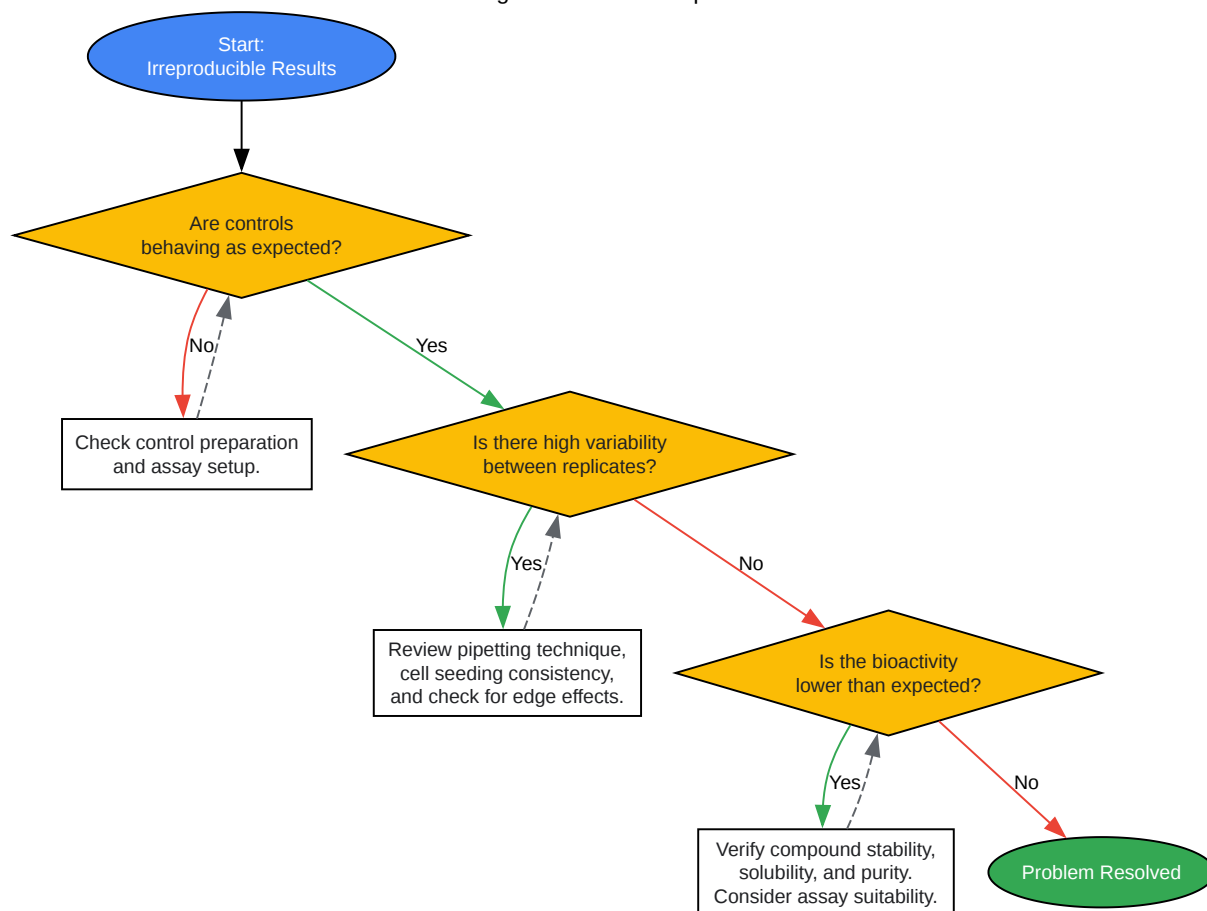 Start:
Irreproducible Results
Are controls
behaving as expected?
No
Yes
Check control preparation
and assay setup.
Is there high variability
between replicates?
Yes
No
Review pipetting technique,
cell seeding consistency,
and check for edge effects.
Is the bioactivity
lower than expected?
Yes
No
Verify compound stability,
solubility, and purity.
Consider assay suitability.
Problem Resolved